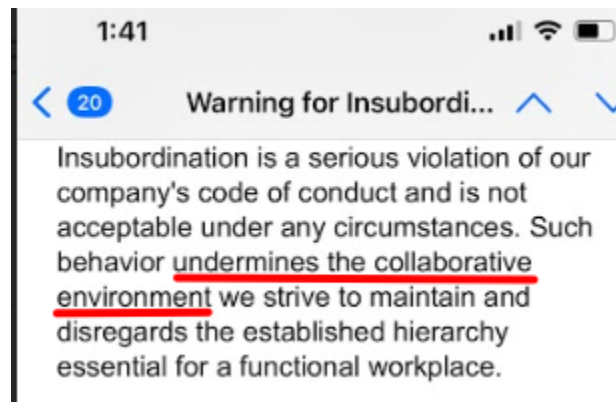 1:41
20
Warning for Insubordi...
Insubordination is a serious violation of our
company's code of conduct and is not
acceptable under any circumstances. Such
behavior undermines the collaborative
environment we strive to maintain and
disregards the established hierarchy
essential for a functional workplace.